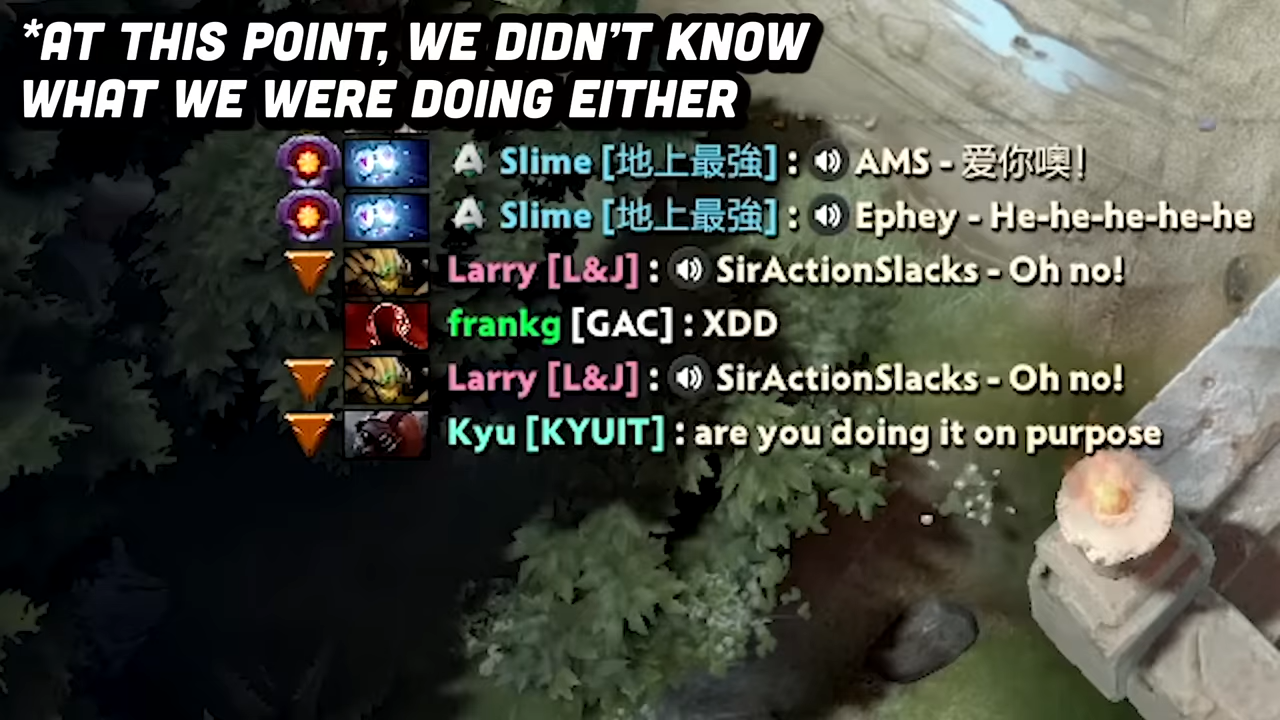 *AT THIS POINT, WE DIDN'T KNOW
WHAT WE WERE DOING EITHER
Slime [地上最強] : AMS - 爱你噢!
Slime [地上最強] : Ephey - He-he-he-he-he
Larry [L&J] : SirActionSlacks - Oh no!
frankg [GAC] : XDD
Larry [L&J] : SirActionSlacks - Oh no!
Kyu [KYUIT] : are you doing it on purpose